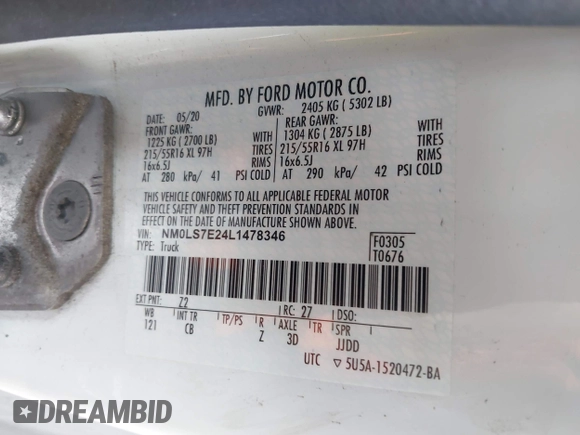 MFD. BY FORD MOTOR CO.
DATE: 05/20 GVWR: 2405 KG ( 5302 LB)
FRONT GAWR: REAR GAWR:
1225 KG ( 2700 LB) WITH 1304 KG ( 2875 LB) WITH
215/55R16 XL 97H TIRES 215/55R16 XL 97H TIRES
16x6.5J RIMS 16x6.5J RIMS
AT 280 kPa/ 41 PSI COLD AT 290 kPa/ 42 PSI COLD
THIS VEHICLE CONFORMS TO ALL APPLICABLE FEDERAL MOTOR
VEHICLE SAFETY AND THEFT PREVENTION STANDARDS IN
EFFECT ON THE DATE OF MANUFACTURE SHOWN ABOVE.
VIN: NM0LS7E24L1478346 F0305
TYPE: Truck T0676
EXT PNT: Z2 RC: 27 DSO:
WB INT TR TP/PS R AXLE TR SPR
121 CB Z 3D JJDD
UTC ▽ 5U5A-1520472-BA
DREAMBID
DRIVE YOUR DREAM